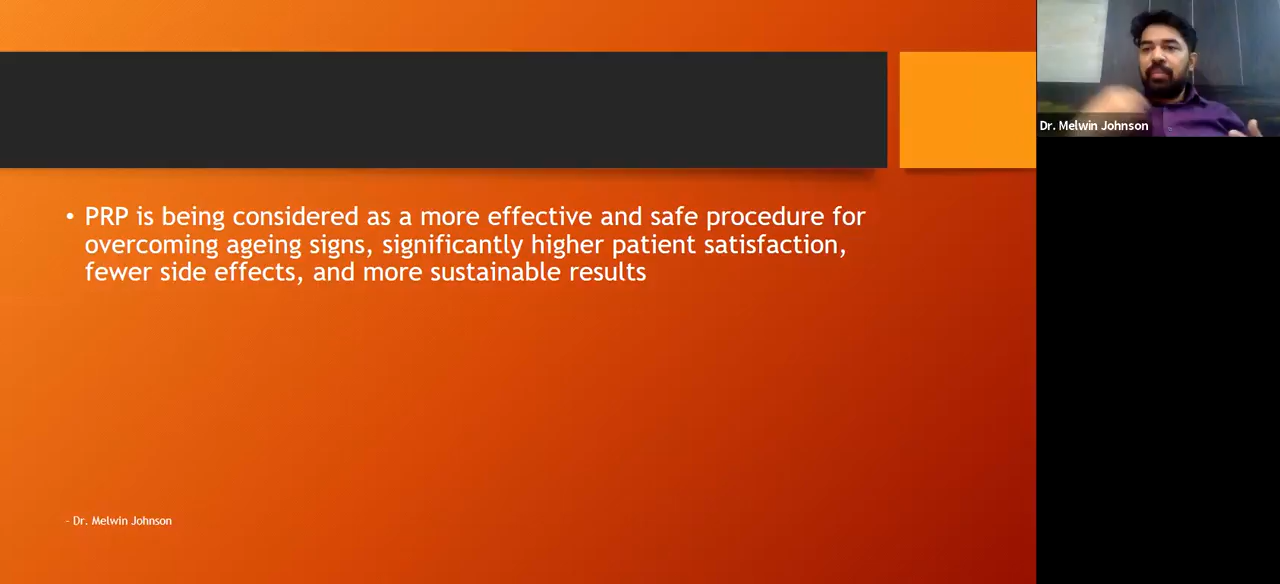 • PRP is being considered as a more effective and safe procedure for
overcoming ageing signs, significantly higher patient satisfaction,
fewer side effects, and more sustainable results
- Dr. Melwin Johnson
Dr. Melwin Johnson